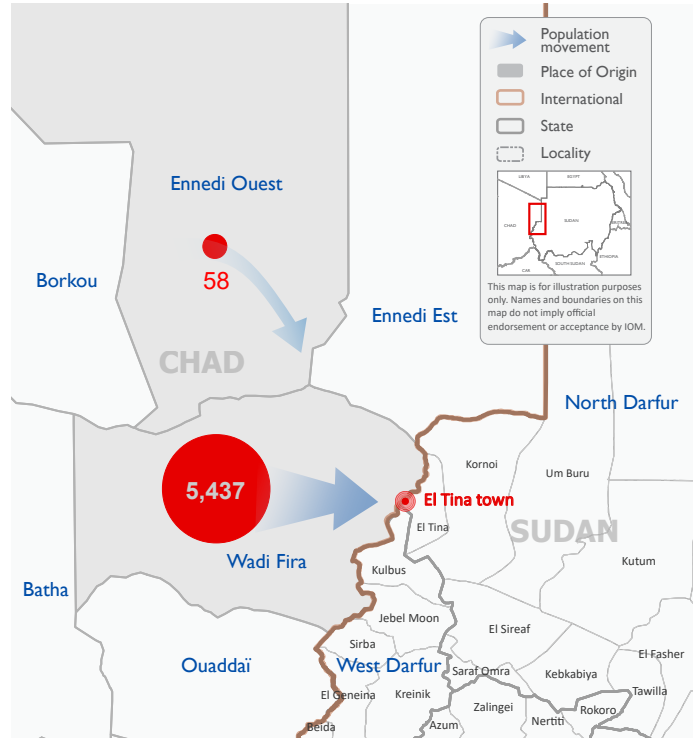 Population
movement
Place of Origin
International
State
Locality
LIBYA
EGYPT
CHAD
SUDAN
ERITREA
ETHIOPIA
SOUTH SUDAN
CAR
This map is for illustration purposes
only. Names and boundaries on this
map do not imply official
endorsement or acceptance by IOM.
Ennedi Ouest
58
Borkou
Ennedi Est
CHAD
North Darfur
Kornoi
Um Buru
5,437
El Tina town
El Tina
SUDAN
Wadi Fira
Kulbus
Kutum
Batha
Jebel Moon
El Sireaf
Sirba
El Fasher
Ouaddaï
West Darfur
Saraf Omra
Kebkabiya
Tawilla
El Geneina
Kreinik
Zalingei
Rokoro
Beida
Azum
Nertiti